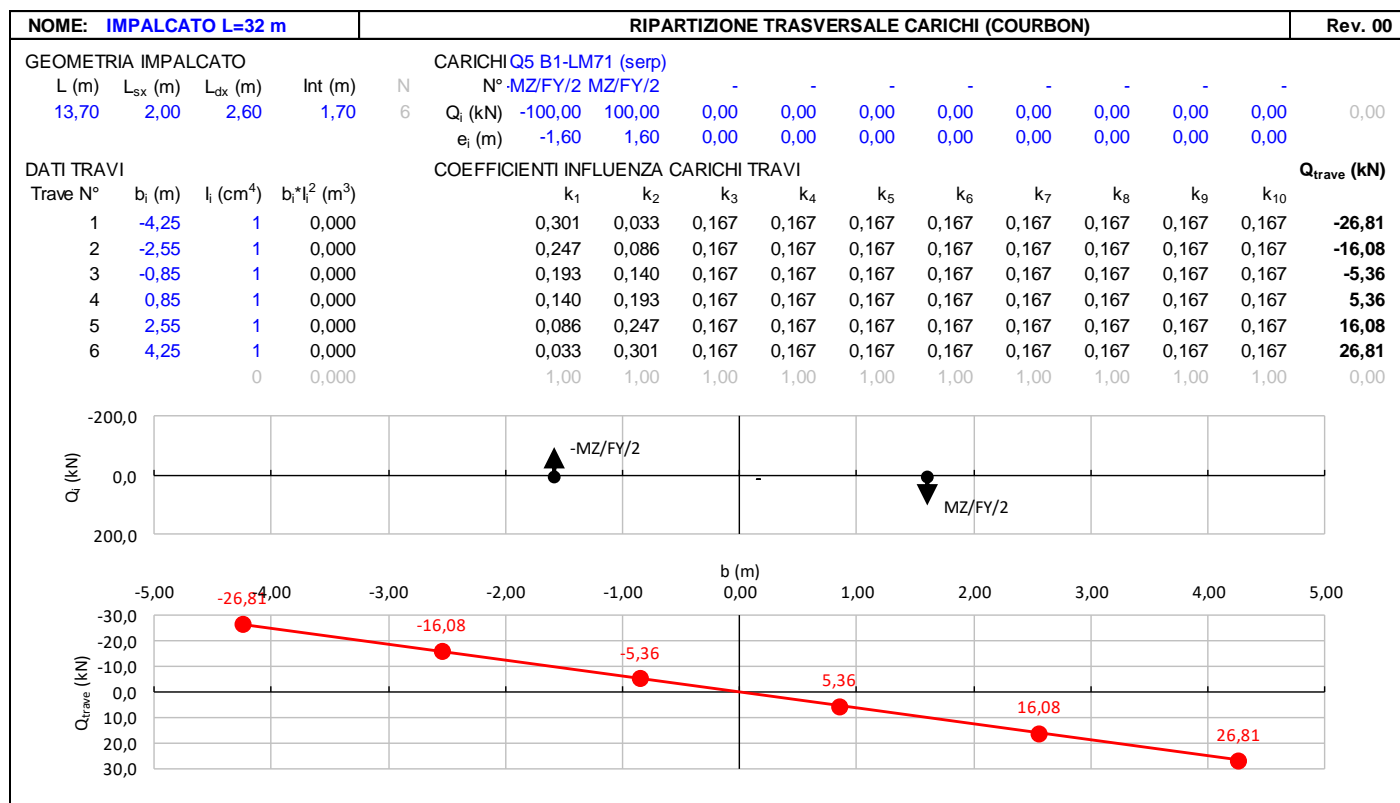 NOME: IMPALCATO L=32 m RIPARTIZIONE TRASVERSALE CARICHI (COURBON) Rev. 00
GEOMETRIA IMPALCATO CARICHI Q5 B1-LM71 (serp)
L (m) Lsx (m) Ldx (m) Int (m) N N° -MZ/FY/2 MZ/FY/2 - - - - - - - -
13,70 2,00 2,60 1,70 6 Qi (kN) -100,00 100,00 0,00 0,00 0,00 0,00 0,00 0,00 0,00 0,00 0,00
ei (m) -1,60 1,60 0,00 0,00 0,00 0,00 0,00 0,00 0,00 0,00
DATI TRAVI COEFFICIENTI INFLUENZA CARICHI TRAVI Qtrave (kN)
Trave N° bi (m) Ii (cm4) bi*Ii2 (m3) k1 k2 k3 k4 k5 k6 k7 k8 k9 k10
1 -4,25 1 0,000 0,301 0,033 0,167 0,167 0,167 0,167 0,167 0,167 0,167 0,167 -26,81
2 -2,55 1 0,000 0,247 0,086 0,167 0,167 0,167 0,167 0,167 0,167 0,167 0,167 -16,08
3 -0,85 1 0,000 0,193 0,140 0,167 0,167 0,167 0,167 0,167 0,167 0,167 0,167 -5,36
4 0,85 1 0,000 0,140 0,193 0,167 0,167 0,167 0,167 0,167 0,167 0,167 0,167 5,36
5 2,55 1 0,000 0,086 0,247 0,167 0,167 0,167 0,167 0,167 0,167 0,167 0,167 16,08
6 4,25 1 0,000 0,033 0,301 0,167 0,167 0,167 0,167 0,167 0,167 0,167 0,167 26,81
0 0,000 1,00 1,00 1,00 1,00 1,00 1,00 1,00 1,00 1,00 1,00 0,00
-200,0
-MZ/FY/2
0,0
-
MZ/FY/2
200,0
Qi (kN)
b (m)
-5,00 -4,00 -3,00 -2,00 -1,00 0,00 1,00 2,00 3,00 4,00 5,00
-26,81 -16,08 -5,36 5,36 16,08 26,81
-30,0
-20,0
-10,0
0,0
10,0
20,0
30,0
Qtrave (kN)